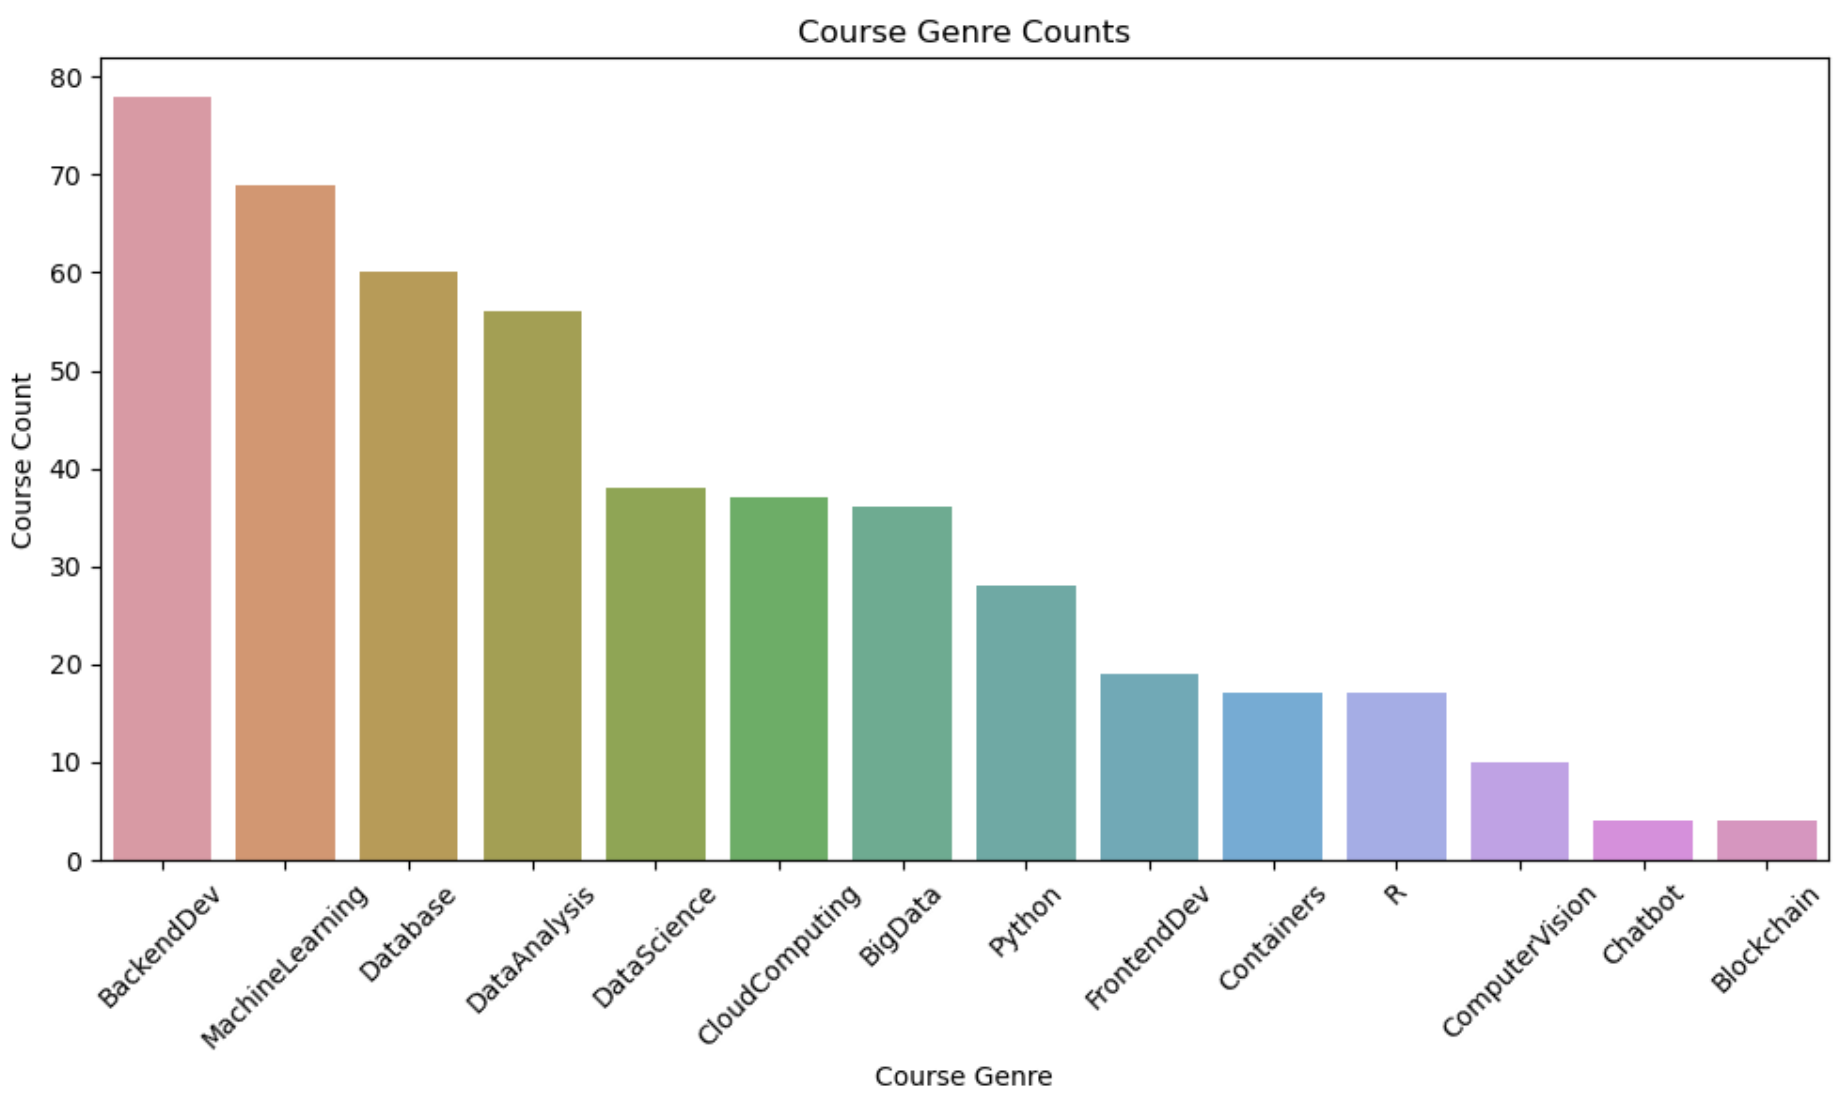 Course Genre Counts
Course Count
80
70
60
50
40
30
20
10
0
BackendDev
MachineLearning
Database
DataAnalysis
DataScience
CloudComputing
BigData
Python
FrontendDev
Containers
R
ComputerVision
Chatbot
Blockchain
Course Genre